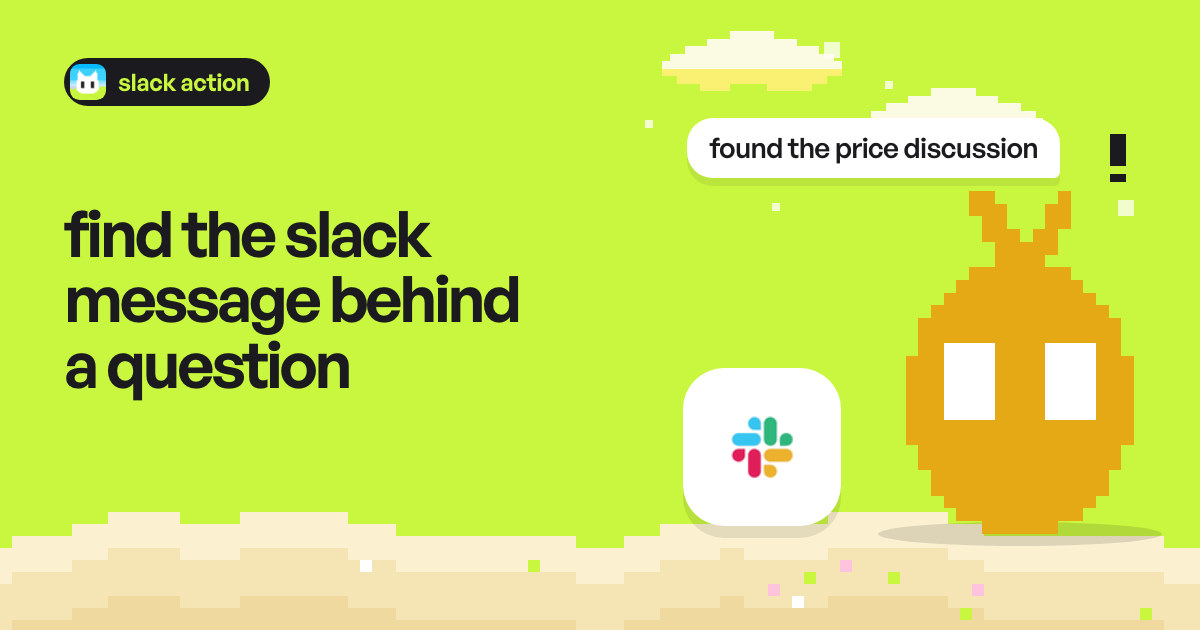 slack action
find the slack
message behind
a question
found the price discussion
!